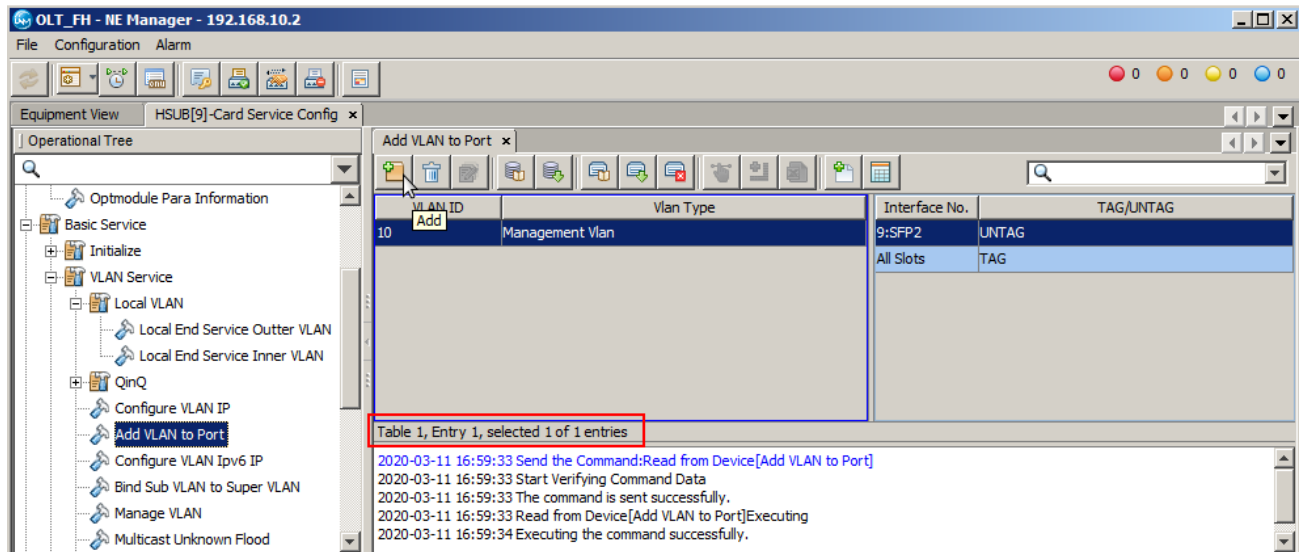 OLT_FH - NE Manager - 192.168.10.2
File Configuration Alarm
0 0 0 0
Equipment View HSUB[9]-Card Service Config
Operational Tree
Optmodule Para Information
Basic Service
Initialize
VLAN Service
Local VLAN
Local End Service Outter VLAN
Local End Service Inner VLAN
QinQ
Configure VLAN IP
Add VLAN to Port
Configure VLAN Ipv6 IP
Bind Sub VLAN to Super VLAN
Manage VLAN
Multicast Unknown Flood
Add VLAN to Port
VLAN ID Vlan Type
Add
10 Management Vlan
Interface No. TAG/UNTAG
9:SFP2 UNTAG
All Slots TAG
Table 1, Entry 1, selected 1 of 1 entries
2020-03-11 16:59:33 Send the Command:Read from Device[Add VLAN to Port]
2020-03-11 16:59:33 Start Verifying Command Data
2020-03-11 16:59:33 The command is sent successfully.
2020-03-11 16:59:33 Read from Device[Add VLAN to Port]Executing
2020-03-11 16:59:34 Executing the command successfully.